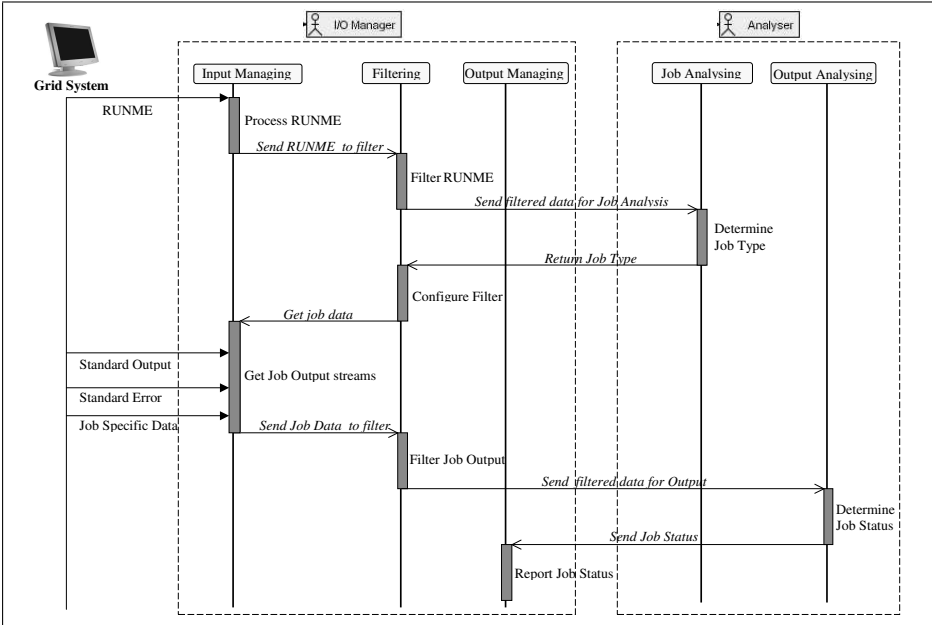 I/O Manager
Analyser
Grid System
Input Managing
Filtering
Output Managing
Job Analysing
Output Analysing
RUNME
Process RUNME
Send RUNME to filter
Filter RUNME
Send filtered data for Job Analysis
Determine
Job Type
Return Job Type
Configure Filter
Get job data
Standard Output
Get Job Output streams
Standard Error
Job Specific Data
Send Job Data to filter
Filter Job Output
Send filtered data for Output
Determine
Job Status
Send Job Status
Report Job Status